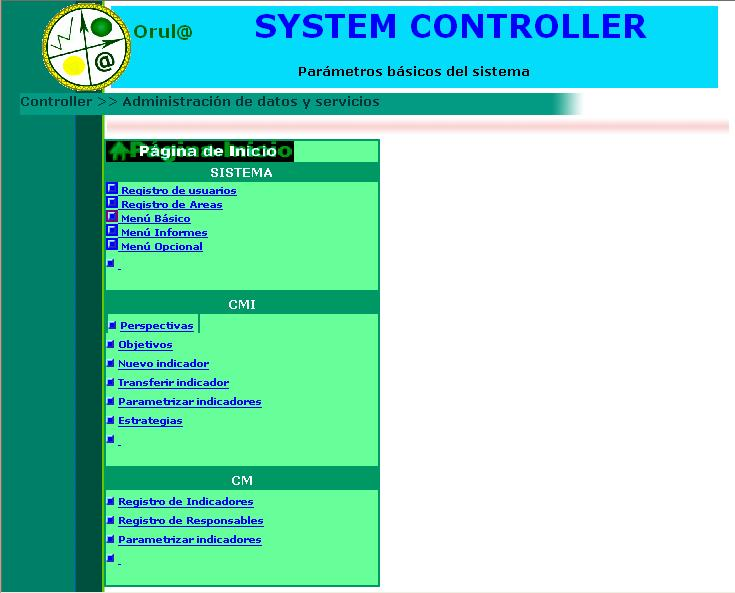 Orul@
SYSTEM CONTROLLER
Parámetros básicos del sistema
@
Controller >> Administración de datos y servicios
Página de Inicio
SISTEMA
Registro de usuarios
Registro de Areas
Menú Básico
Menú Informes
Menú Opcional
CMI
Perspectivas
Objetivos
Nuevo indicador
Transferir indicador
Parametrizar indicadores
Estrategias
CM
Registro de Indicadores
Registro de Responsables
Parametrizar indicadores